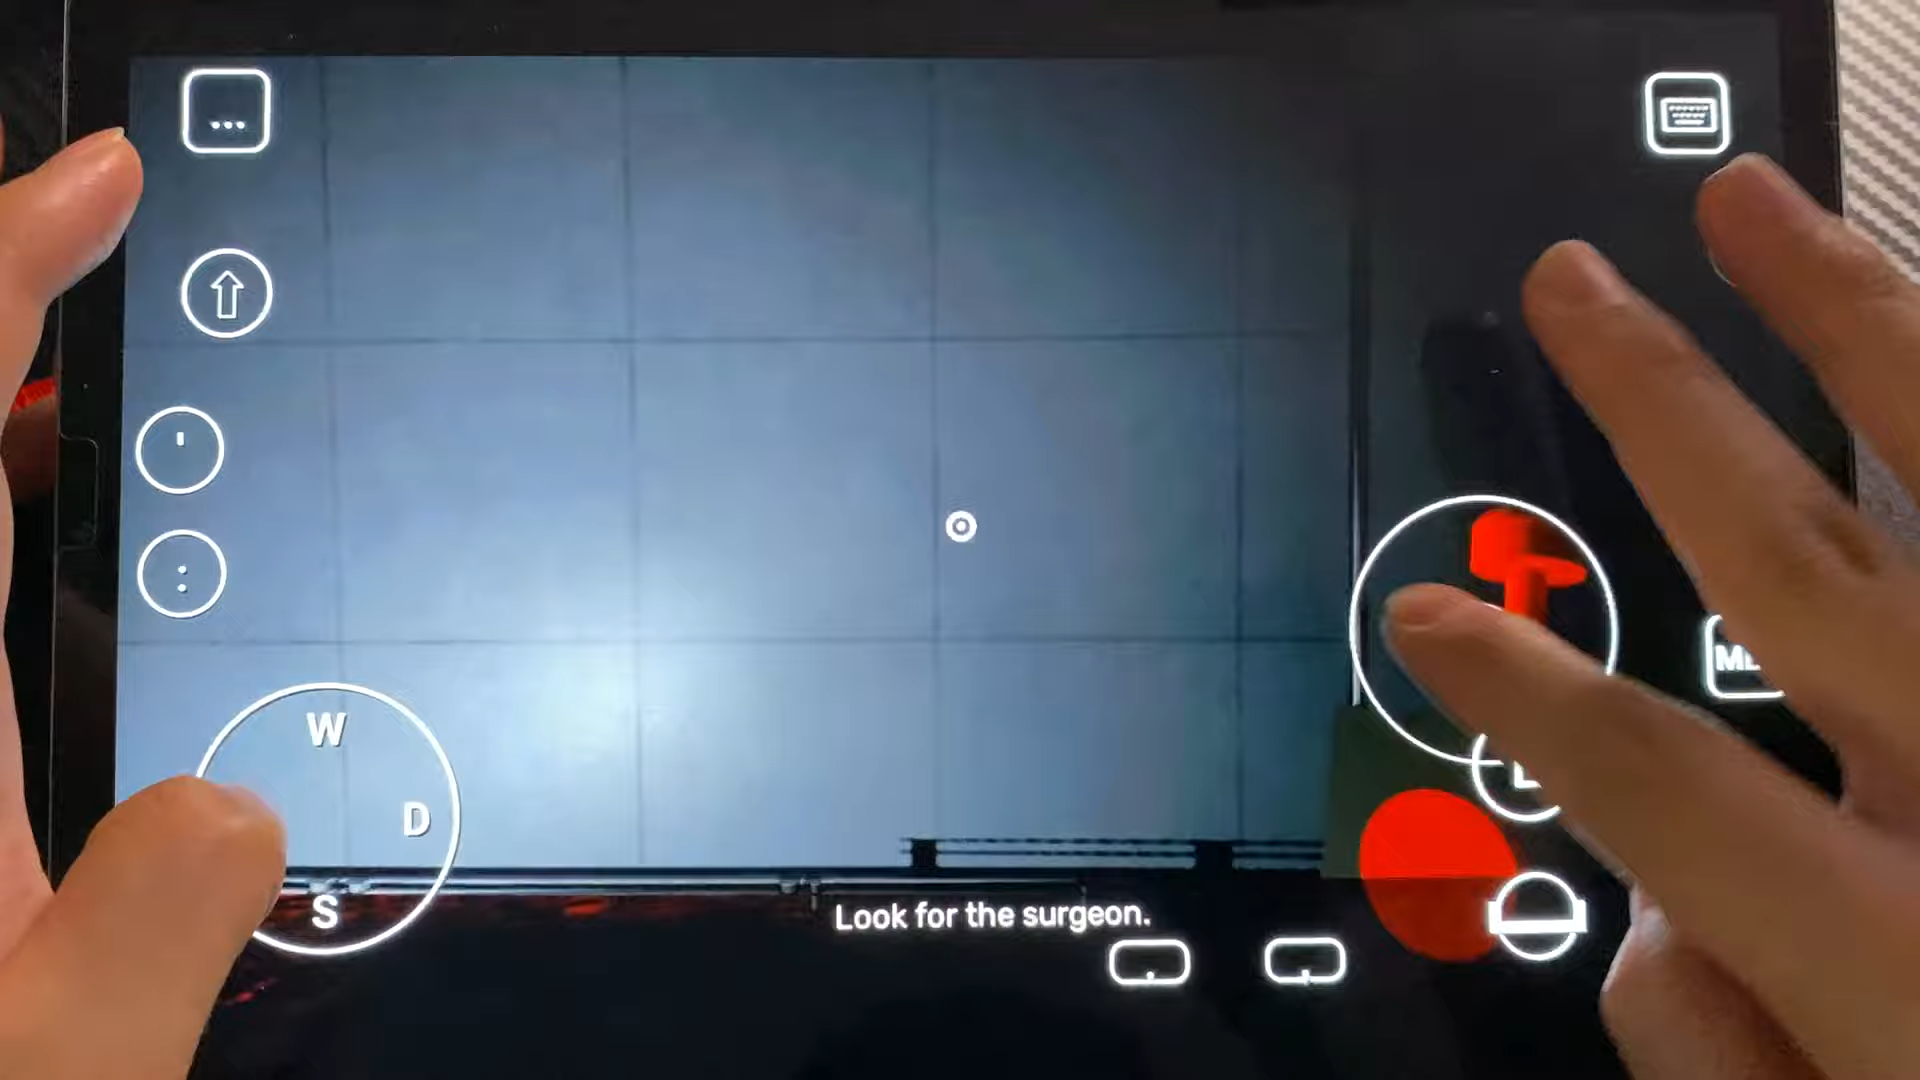 ...
'
:
W
D
S
Look for the surgeon.
.
,